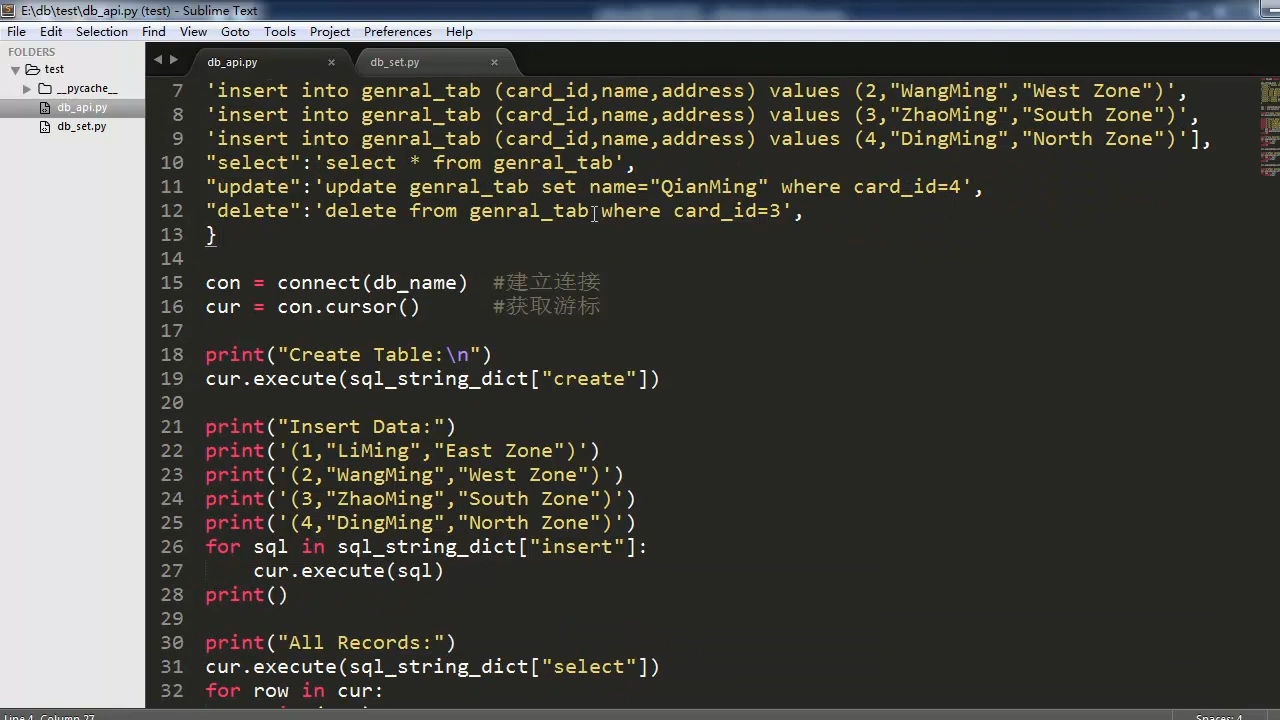 E:\db\test\db_api.py (test) - Sublime Text
File Edit Selection Find View Goto Tools Project Preferences Help
FOLDERS
test
__pycache__
db_api.py
db_set.py
db_api.py × db_set.py ×
7 'insert into genral_tab (card_id,name,address) values (2,"WangMing","West Zone")',
8 'insert into genral_tab (card_id,name,address) values (3,"ZhaoMing","South Zone")',
9 'insert into genral_tab (card_id,name,address) values (4,"DingMing","North Zone")'],
10 "select":'select * from genral_tab',
11 "update":'update genral_tab set name="QianMing" where card_id=4',
12 "delete":'delete from genral_tab where card_id=3',
13 }
14
15 con = connect(db_name)  #建立连接
16 cur = con.cursor()      #获取游标
17
18 print("Create Table:\n")
19 cur.execute(sql_string_dict["create"])
20
21 print("Insert Data:")
22 print('(1,"LiMing","East Zone")')
23 print('(2,"WangMing","West Zone")')
24 print('(3,"ZhaoMing","South Zone")')
25 print('(4,"DingMing","North Zone")')
26 for sql in sql_string_dict["insert"]:
27     cur.execute(sql)
28 print()
29
30 print("All Records:")
31 cur.execute(sql_string_dict["select"])
32 for row in cur:
Line 4, Column 27 Spaces: 4